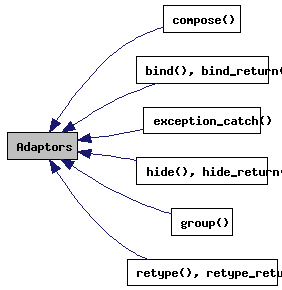 compose()
bind(), bind_return(
exception_catch()
Adaptors
hide(), hide_return(
group()
retype(), retype_retu